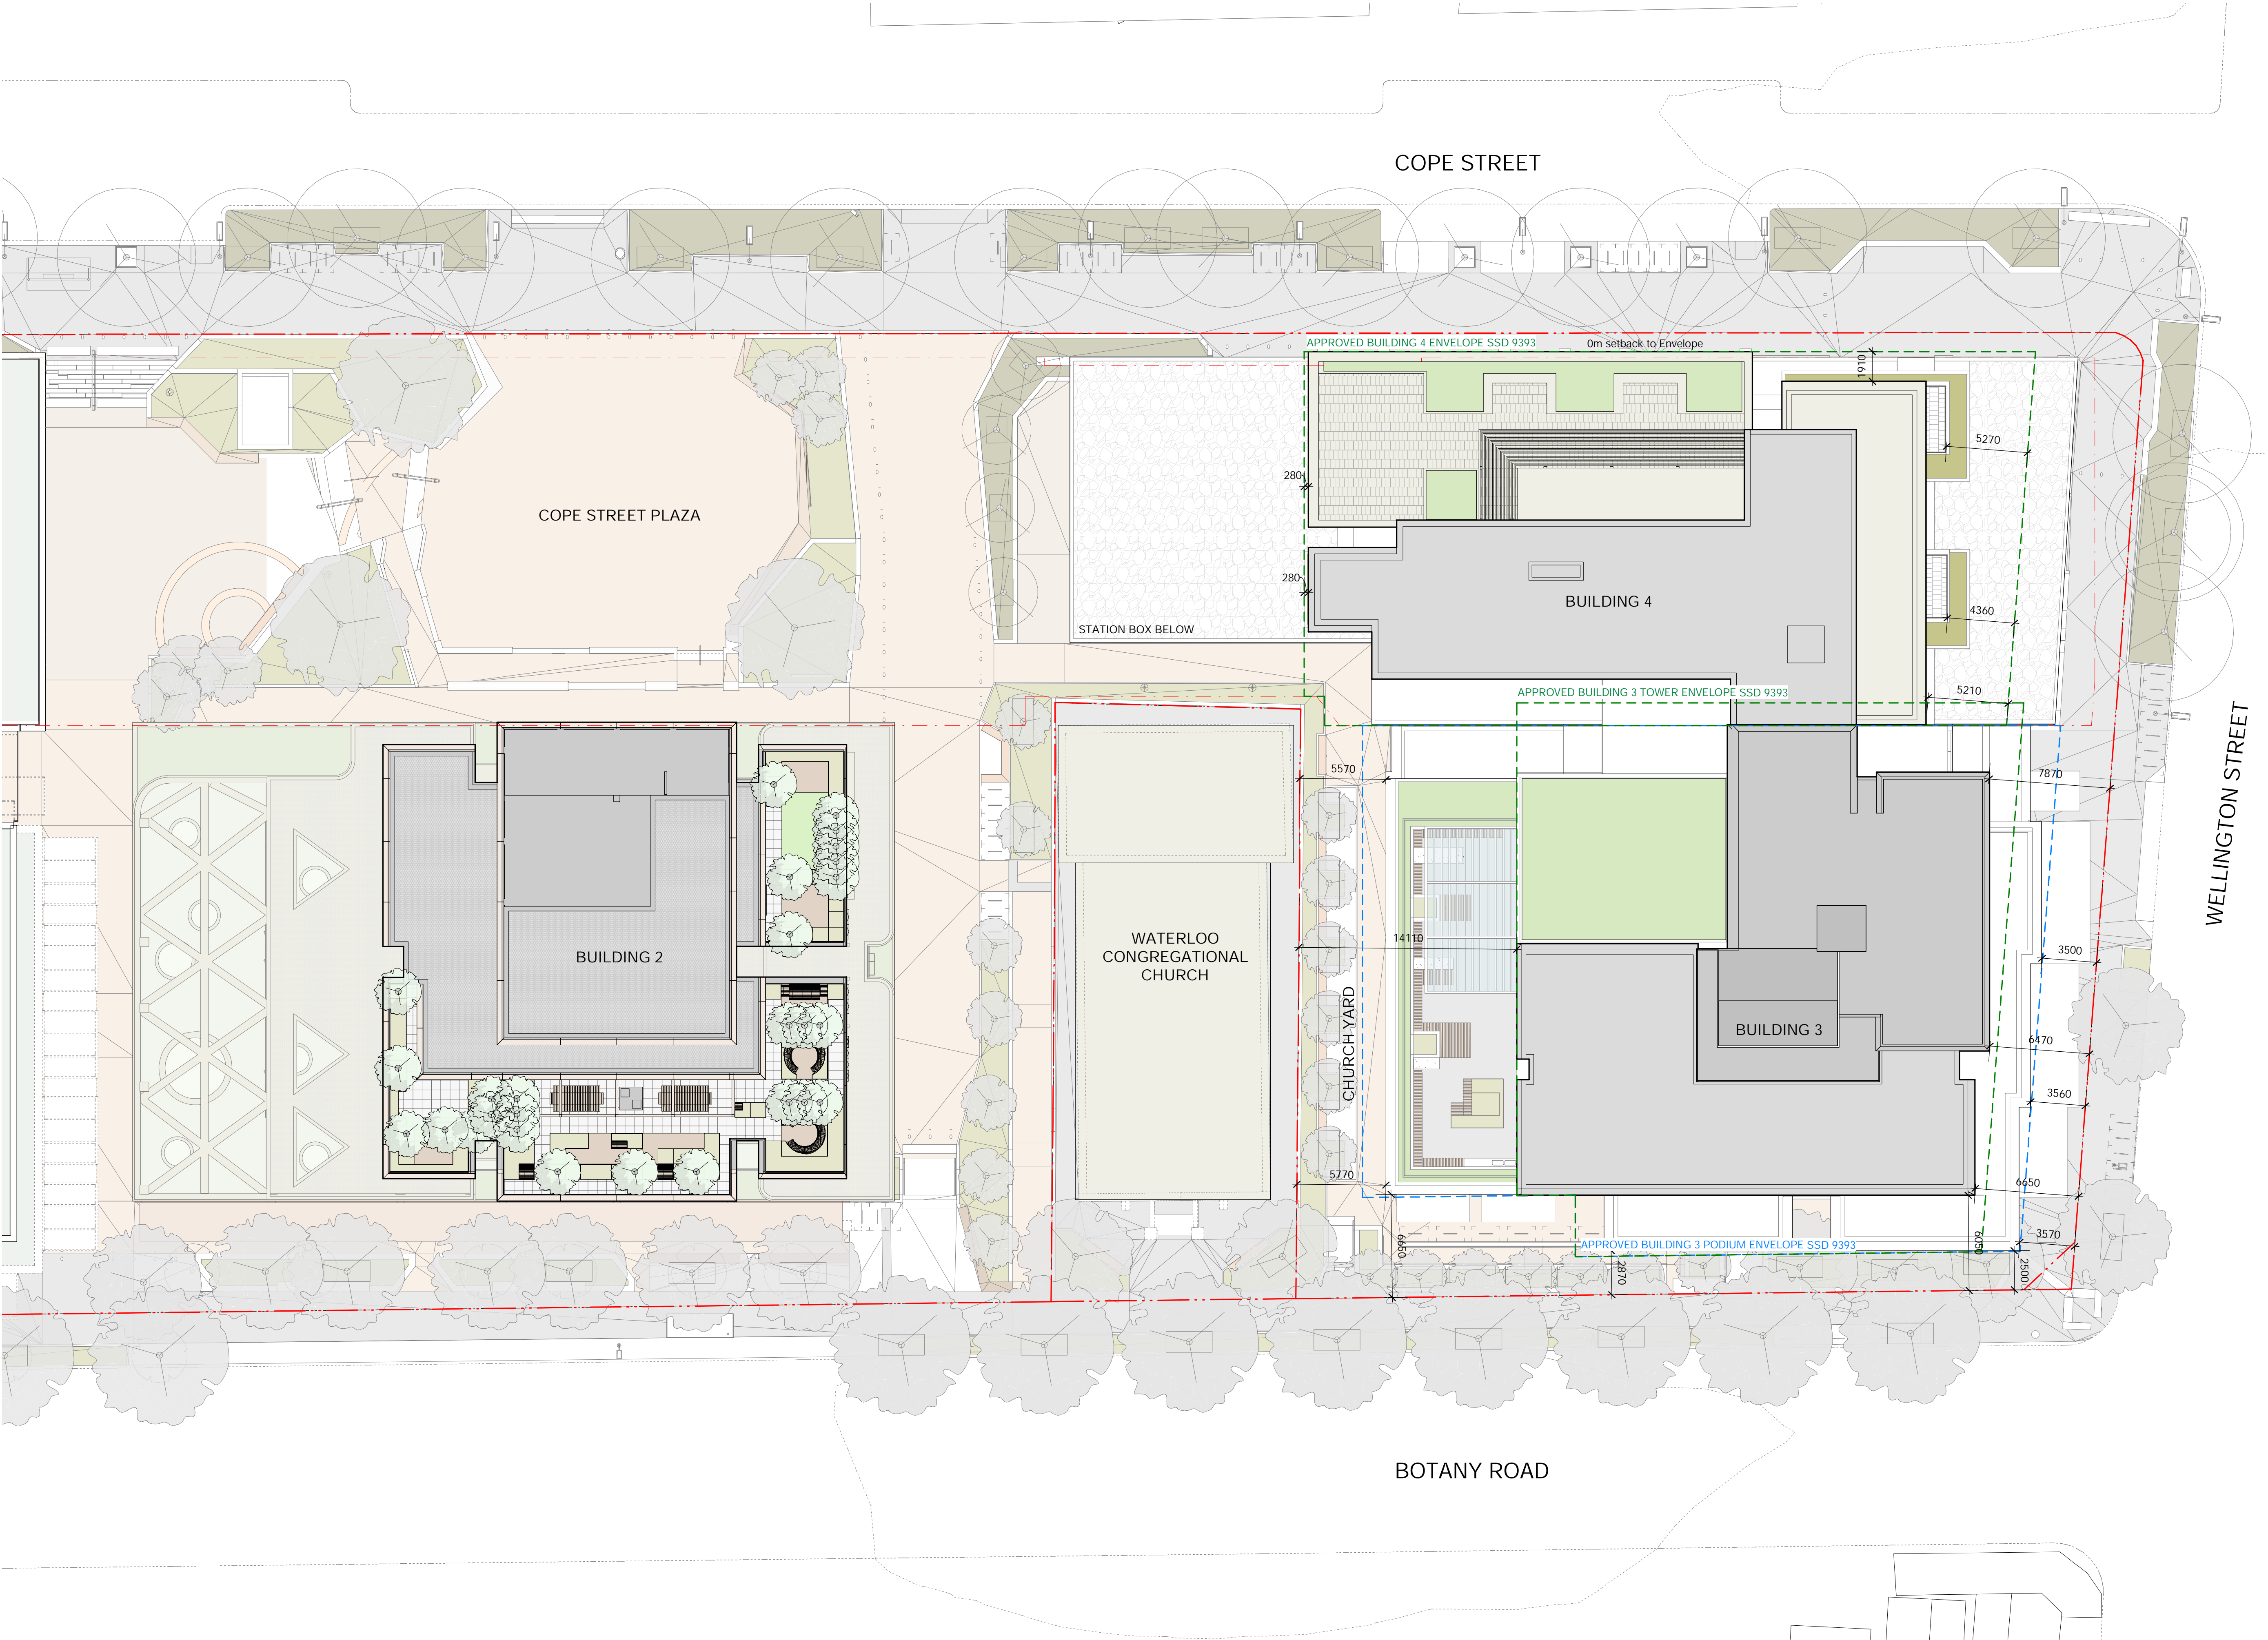 COPE STREET
APPROVED BUILDING 4 ENVELOPE SSD 9393
0m setback to Envelope
1910
5270
280
COPE STREET PLAZA
280
BUILDING 4
4360
STATION BOX BELOW
APPROVED BUILDING 3 TOWER ENVELOPE SSD 9393
5210
5570
7870
WELLINGTON STREET
14110
WATERLOO
CONGREGATIONAL
CHURCH
BUILDING 2
3500
CHURCH YARD
BUILDING 3
6470
3560
5770
6650
6650
6050
3570
APPROVED BUILDING 3 PODIUM ENVELOPE SSD 9393
2870
2500
BOTANY ROAD